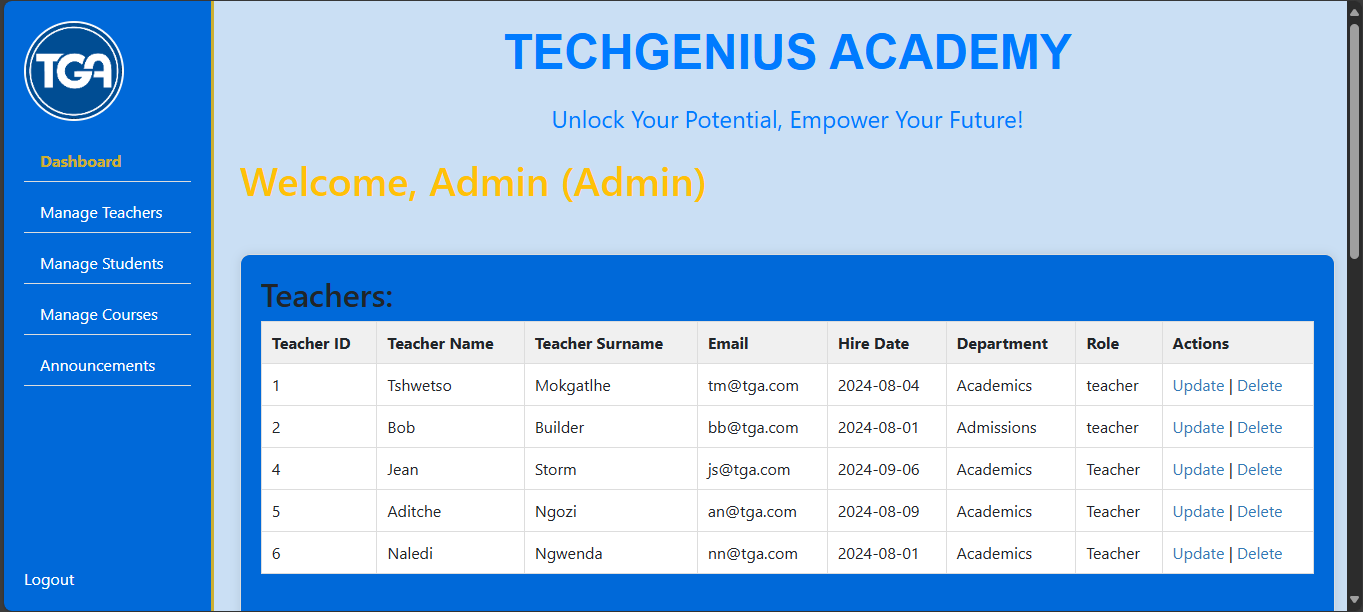 TGA
Dashboard
Manage Teachers
Manage Students
Manage Courses
Announcements
Logout
TECHGENIUS ACADEMY
Unlock Your Potential, Empower Your Future!
Welcome, Admin (Admin)
Teachers:
Teacher ID Teacher Name Teacher Surname Email Hire Date Department Role Actions
1 Tshwetso Mokgatlhe tm@tga.com 2024-08-04 Academics teacher Update | Delete
2 Bob Builder bb@tga.com 2024-08-01 Admissions teacher Update | Delete
4 Jean Storm js@tga.com 2024-09-06 Academics Teacher Update | Delete
5 Aditche Ngozi an@tga.com 2024-08-09 Academics Teacher Update | Delete
6 Naledi Ngwenda nn@tga.com 2024-08-01 Academics Teacher Update | Delete